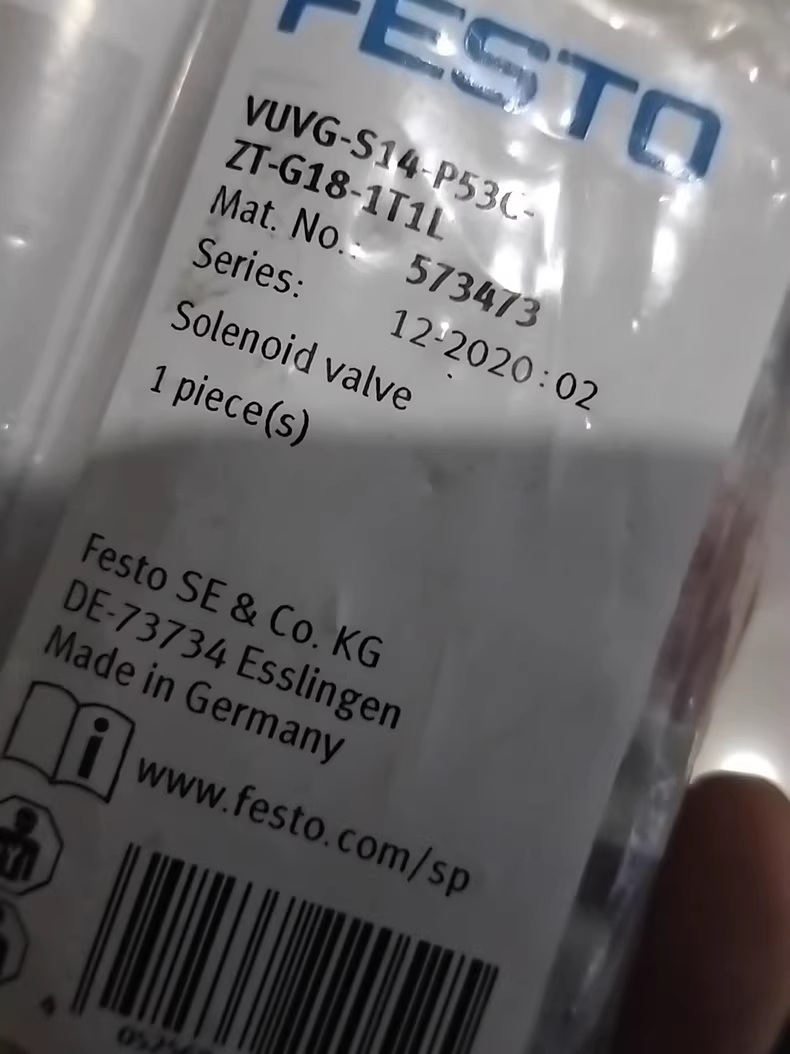 FESTO
VUVG-S14-P53C-
ZT-G18-1T1L
Mat. No.: 573473
Series: 12-2020:02
Solenoid valve
1 piece(s)
Festo SE & Co. KG
DE-73734 Esslingen
Made in Germany
www.festo.com/sp
4